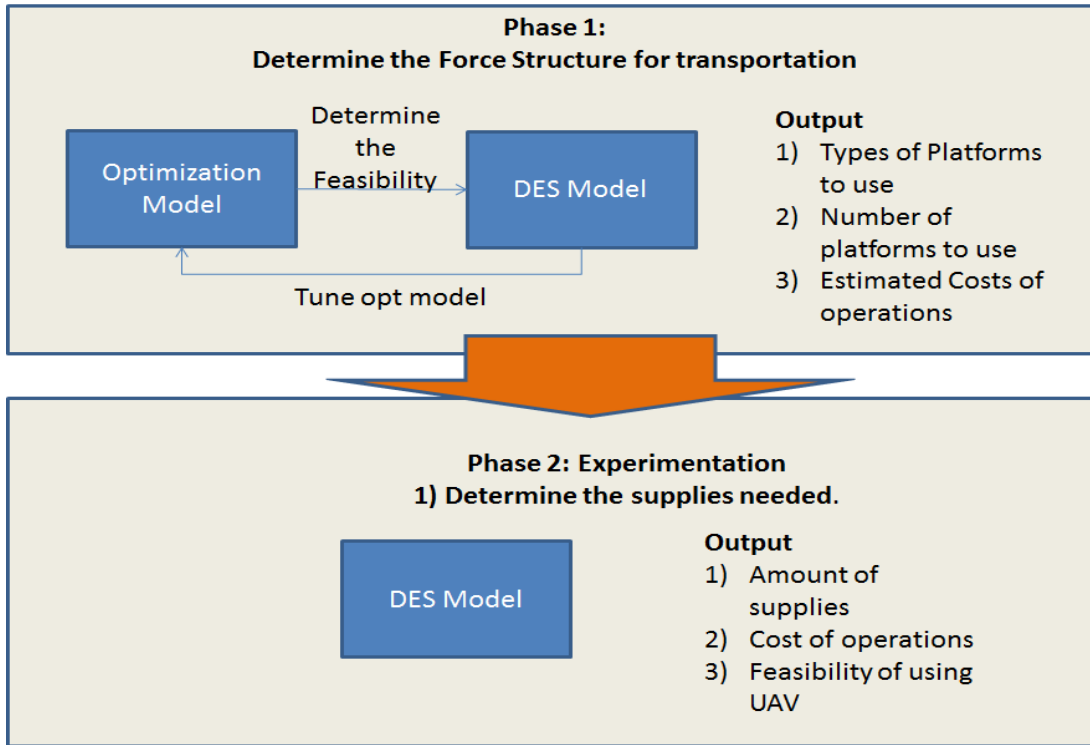 Phase 1:
Determine the Force Structure for transportation
Optimization
Model
Determine
the
Feasibility
DES Model
Tune opt model
Output
1) Types of Platforms
to use
2) Number of
platforms to use
3) Estimated Costs of
operations
Phase 2: Experimentation
1) Determine the supplies needed.
DES Model
Output
1) Amount of
supplies
2) Cost of operations
3) Feasibility of using
UAV